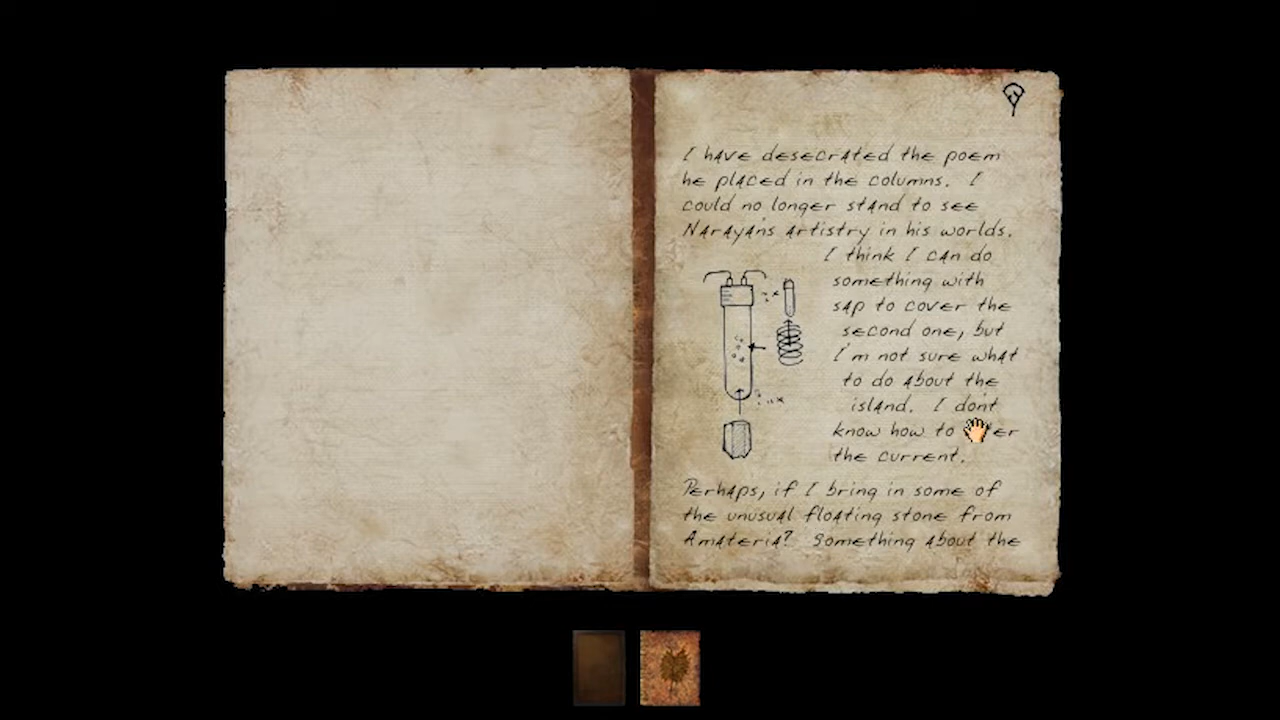 I have desecrated the poem
he placed in the columns. I
could no longer stand to see
Narayan's artistry in his worlds.
I think I can do
something with
sap to cover the
second one, but
I'm not sure what
to do about the
island. I don't
know how to
the current.
Perhaps, if I bring in some of
the unusual floating stone from
Amateria? Something about the